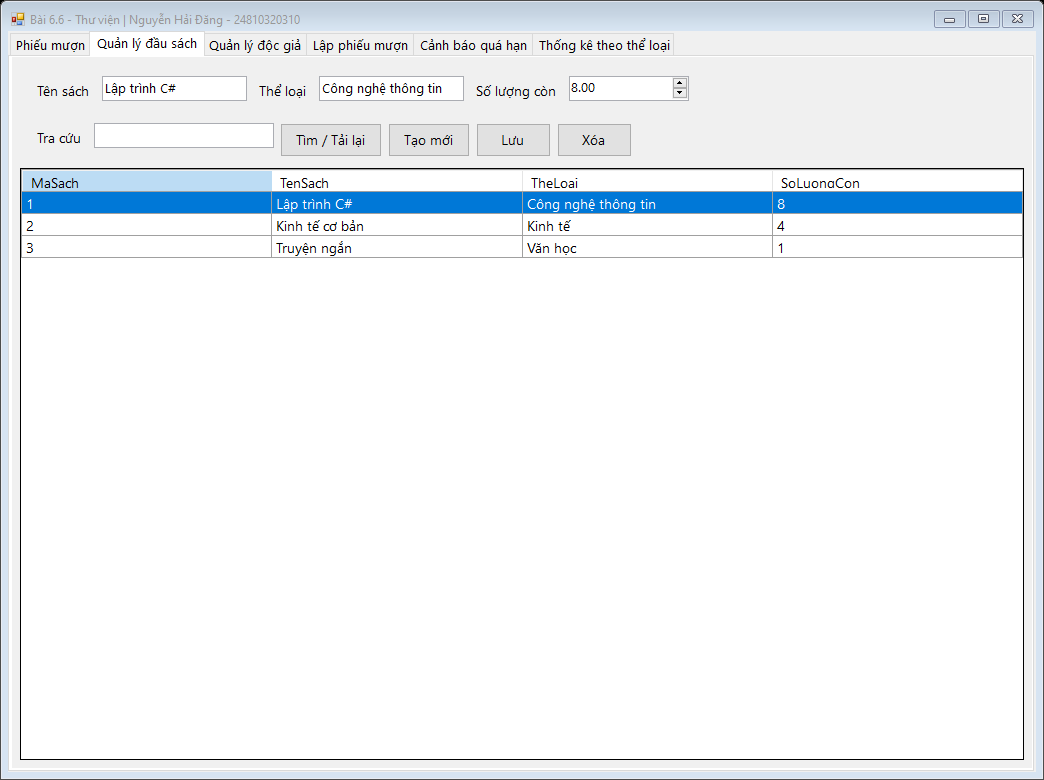 Bài 6.6 - Thư viện | Nguyễn Hải Đăng - 24810320310
Phiếu mượn Quản lý đầu sách Quản lý độc giả Lập phiếu mượn Cảnh báo quá hạn Thống kê theo thể loại
Tên sách Lập trình C# Thể loại Công nghệ thông tin Số lượng còn 8.00
Tra cứu Tìm / Tải lại Tạo mới Lưu Xóa
MaSach TenSach TheLoai SoLuongCon
1 Lập trình C# Công nghệ thông tin 8
2 Kinh tế cơ bản Kinh tế 4
3 Truyện ngắn Văn học 1